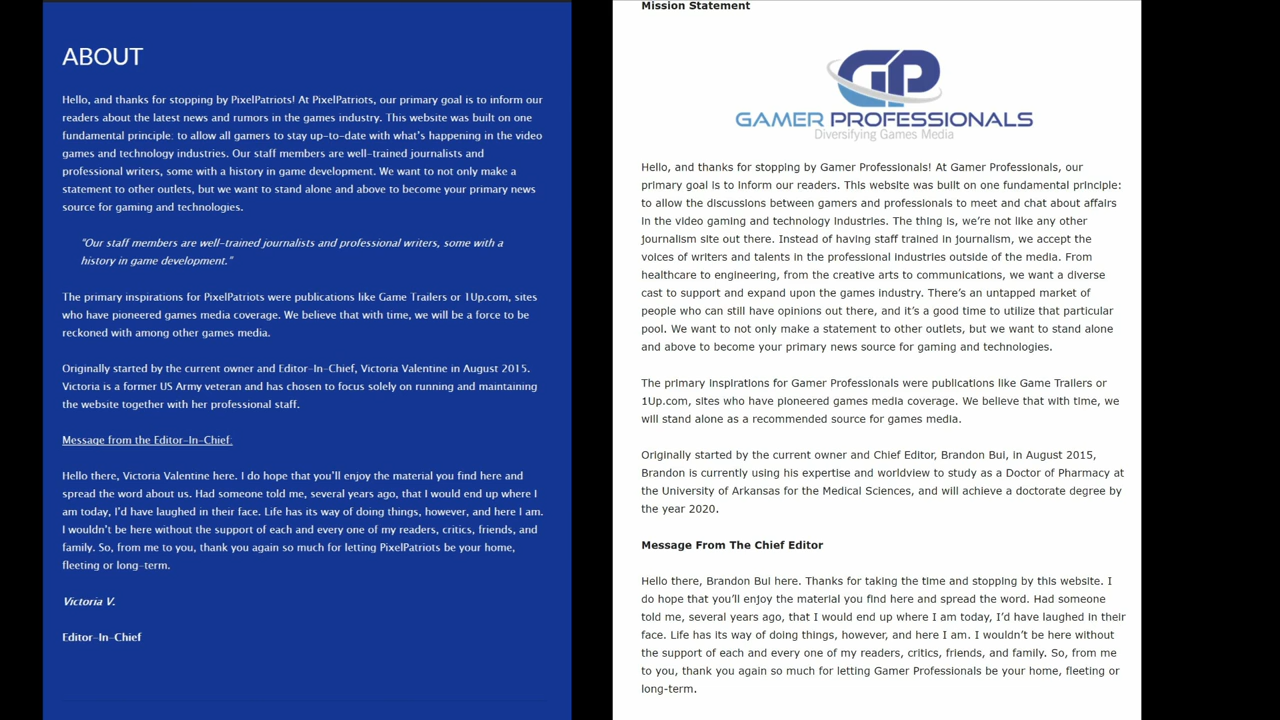 ABOUT
Hello, and thanks for stopping by PixelPatriots! At PixelPatriots, our primary goal is to inform our
readers about the latest news and rumors in the games industry. This website was built on one
fundamental principle: to allow all gamers to stay up-to-date with what's happening in the video
games and technology industries. Our staff members are well-trained journalists and
professional writers, some with a history in game development. We want to not only make a
statement to other outlets, but we want to stand alone and above to become your primary news
source for gaming and technologies.
"Our staff members are well-trained journalists and professional writers, some with a
history in game development."
The primary inspirations for PixelPatriots were publications like Game Trailers or 1Up.com, sites
who have pioneered games media coverage. We believe that with time, we will be a force to be
reckoned with among other games media.
Originally started by the current owner and Editor-In-Chief, Victoria Valentine in August 2015.
Victoria is a former US Army veteran and has chosen to focus solely on running and maintaining
the website together with her professional staff.
Message from the Editor-In-Chief:
Hello there, Victoria Valentine here. I do hope that you'll enjoy the material you find here and
spread the word about us. Had someone told me, several years ago, that I would end up where I
am today, I'd have laughed in their face. Life has its way of doing things, however, and here I am.
I wouldn't be here without the support of each and every one of my readers, critics, friends, and
family. So, from me to you, thank you again so much for letting PixelPatriots be your home,
fleeting or long-term.
Victoria V.
Editor-In-Chief
Mission Statement
GP
GAMER PROFESSIONALS
Diversifying Games Media
Hello, and thanks for stopping by Gamer Professionals! At Gamer Professionals, our
primary goal is to inform our readers. This website was built on one fundamental principle:
to allow the discussions between gamers and professionals to meet and chat about affairs
in the video gaming and technology industries. The thing is, we're not like any other
journalism site out there. Instead of having staff trained in journalism, we accept the
voices of writers and talents in the professional industries outside of the media. From
healthcare to engineering, from the creative arts to communications, we want a diverse
cast to support and expand upon the games industry. There's an untapped market of
people who can still have opinions out there, and it's a good time to utilize that particular
pool. We want to not only make a statement to other outlets, but we want to stand alone
and above to become your primary news source for gaming and technologies.
The primary inspirations for Gamer Professionals were publications like Game Trailers or
1Up.com, sites who have pioneered games media coverage. We believe that with time, we
will stand alone as a recommended source for games media.
Originally started by the current owner and Chief Editor, Brandon Bui, in August 2015,
Brandon is currently using his expertise and worldview to study as a Doctor of Pharmacy at
the University of Arkansas for the Medical Sciences, and will achieve a doctorate degree by
the year 2020.
Message From The Chief Editor
Hello there, Brandon Bui here. Thanks for taking the time and stopping by this website. I
do hope that you'll enjoy the material you find here and spread the word. Had someone
told me, several years ago, that I would end up where I am today, I'd have laughed in their
face. Life has its way of doing things, however, and here I am. I wouldn't be here without
the support of each and every one of my readers, critics, friends, and family. So, from me
to you, thank you again so much for letting Gamer Professionals be your home, fleeting or
long-term.